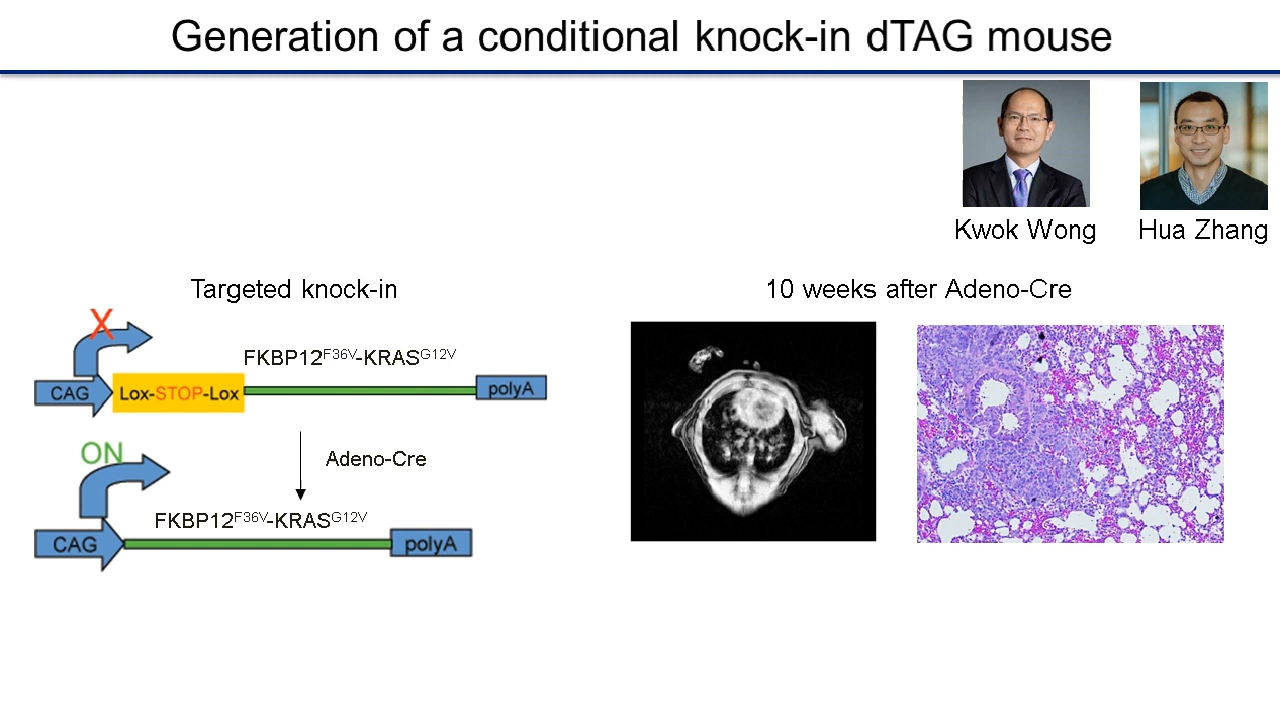 Generation of a conditional knock-in dTAG mouse
Kwok Wong
Hua Zhang
Targeted knock-in
10 weeks after Adeno-Cre
X
FKBP12F36V-KRASG12V
CAG
Lox-STOP-Lox
polyA
ON
Adeno-Cre
FKBP12F36V-KRASG12V
CAG
polyA